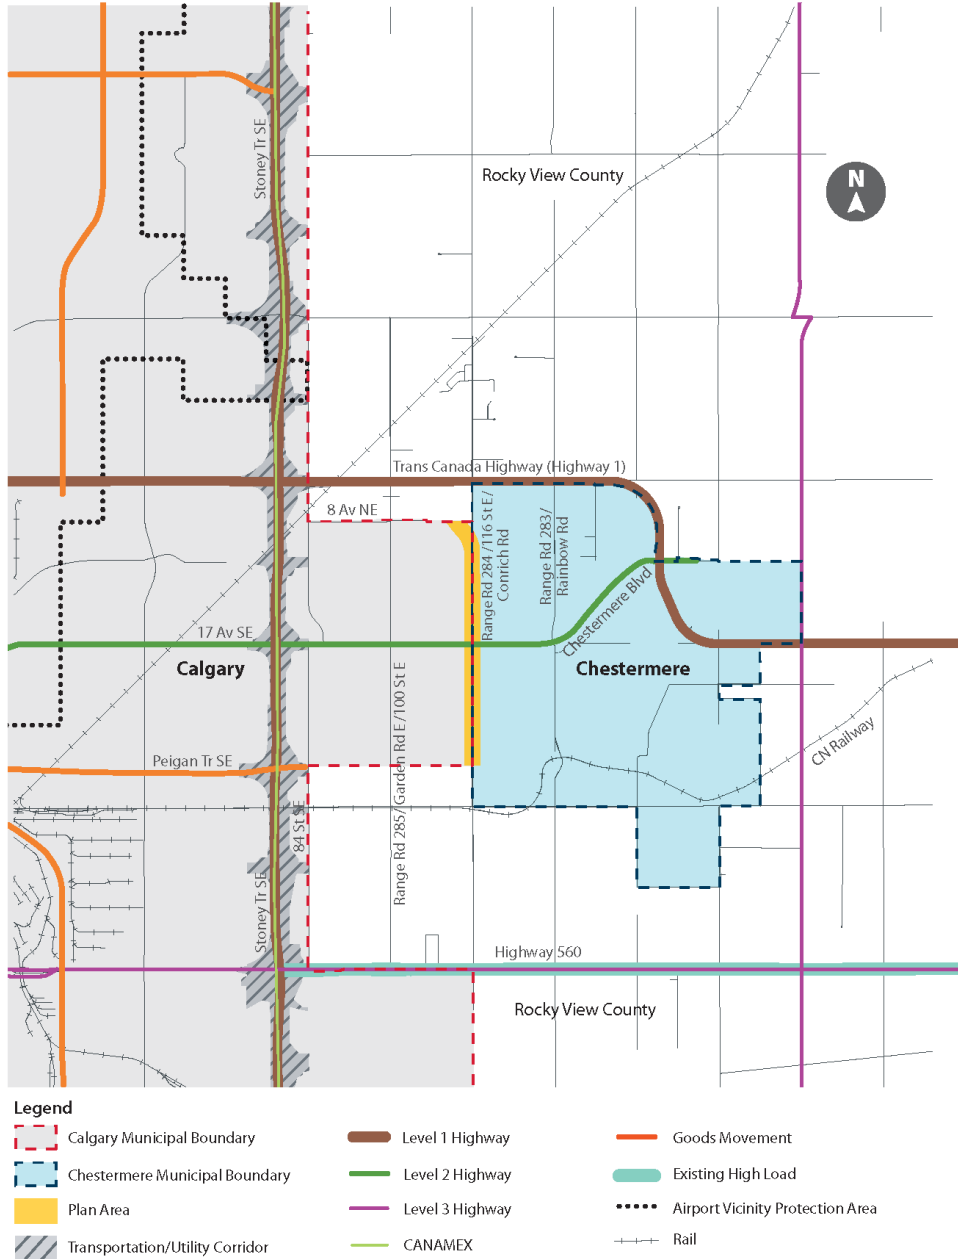 Stoney Tr SE
Rocky View County
N
Trans Canada Highway (Highway 1)
8 Av NE
Range Rd 284 /116 St E /
Conrich Rd
Range Rd 283/
Rainbow Rd
Chestermere Blvd
17 Av SE
Calgary
Chestermere
Range Rd 285/ Garden Rd E /100 St E
Peigan Tr SE
CN Railway
84 St SE
Stoney Tr SE
Highway 560
Rocky View County
Legend
Calgary Municipal Boundary
Chestermere Municipal Boundary
Plan Area
Transportation/Utility Corridor
Level 1 Highway
Level 2 Highway
Level 3 Highway
CANAMEX
Goods Movement
Existing High Load
Airport Vicinity Protection Area
Rail